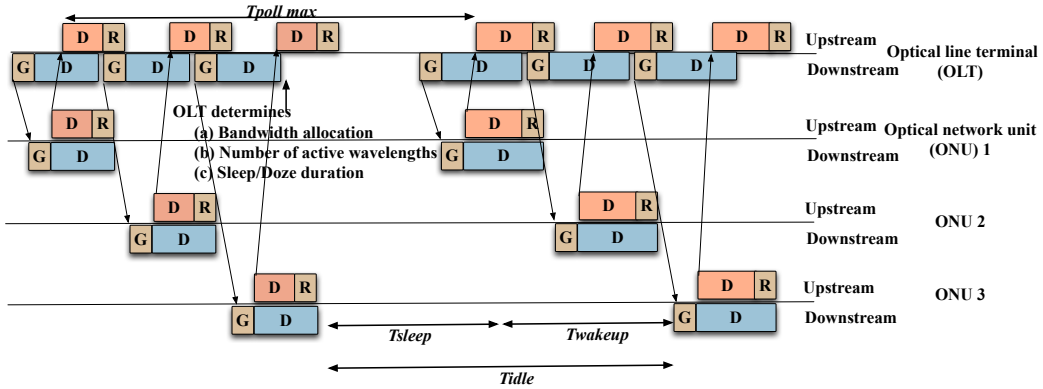 Tpoll max
D R D R D R D R D R D R Upstream
Optical line terminal
(OLT)
G D G D G D G D G D G D Downstream
OLT determines
(a) Bandwidth allocation
(b) Number of active wavelengths
(c) Sleep/Doze duration
D R D R Upstream
Optical network unit
(ONU) 1
G D G D Downstream
D R D R Upstream
ONU 2
G D G D Downstream
D R D R Upstream
ONU 3
G D G D Downstream
Tsleep Twakeup
Tidle